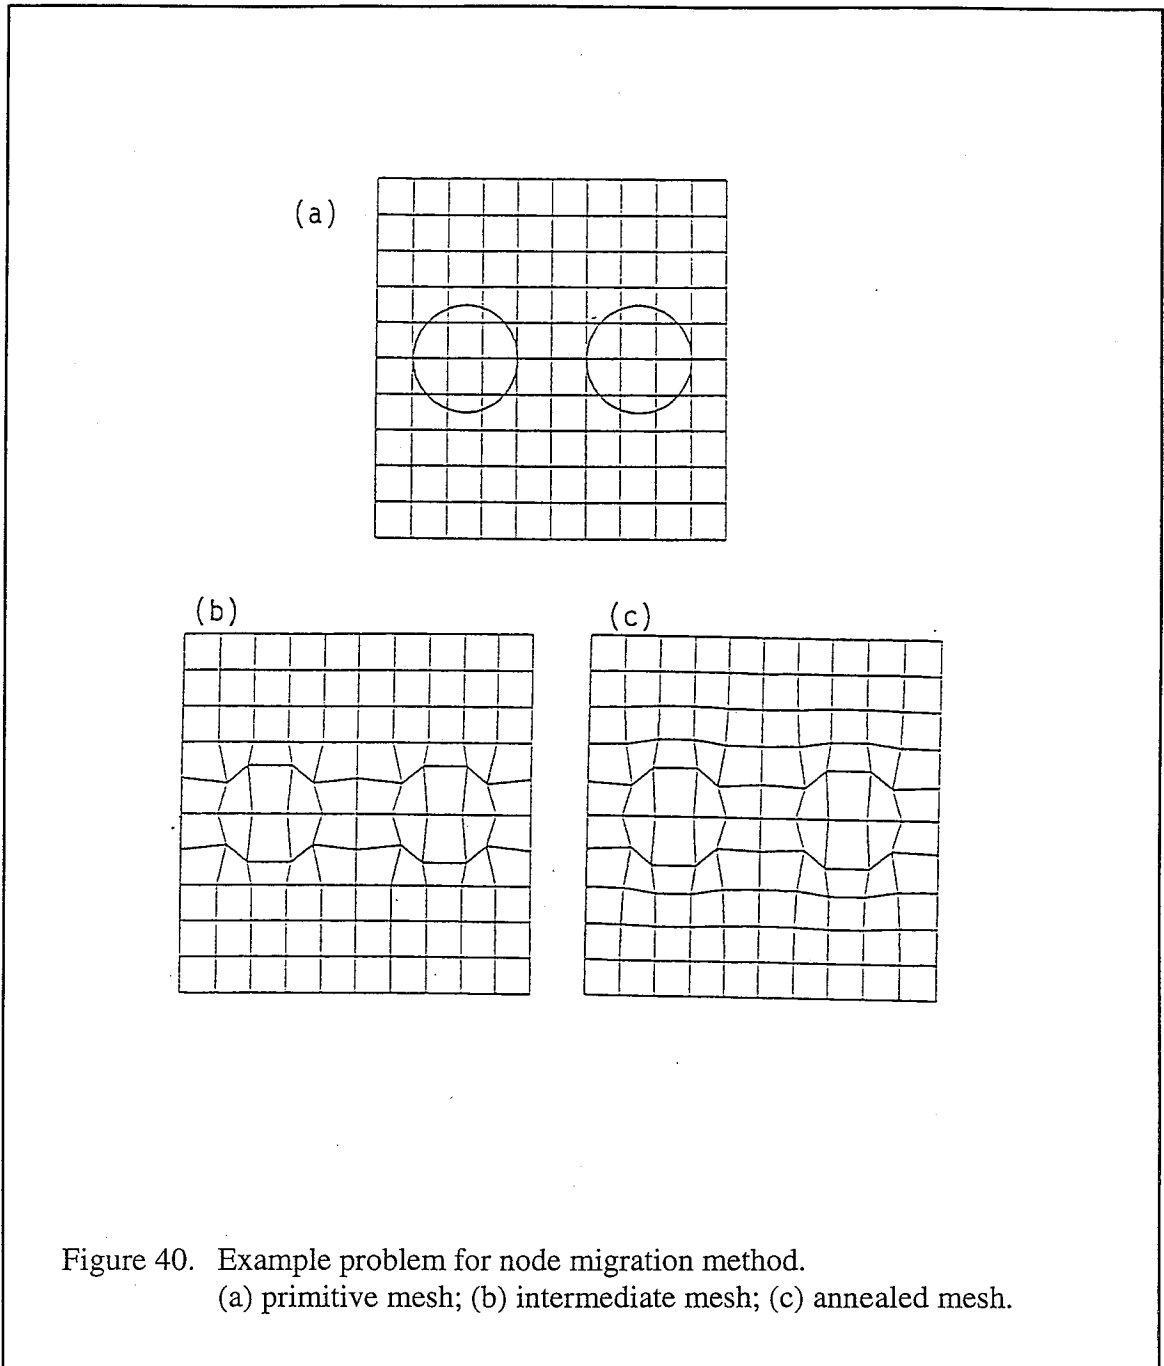 (a)
(b)
(c)
Figure 40. Example problem for node migration method.
(a) primitive mesh; (b) intermediate mesh; (c) annealed mesh.